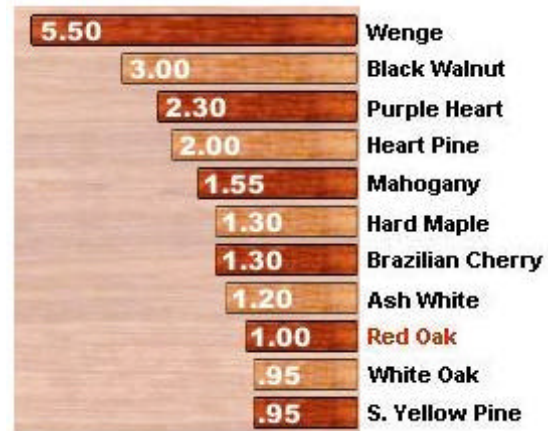 5.50 Wenge
3.00 Black Walnut
2.30 Purple Heart
2.00 Heart Pine
1.55 Mahogany
1.30 Hard Maple
1.30 Brazilian Cherry
1.20 Ash White
1.00 Red Oak
.95 White Oak
.95 S. Yellow Pine